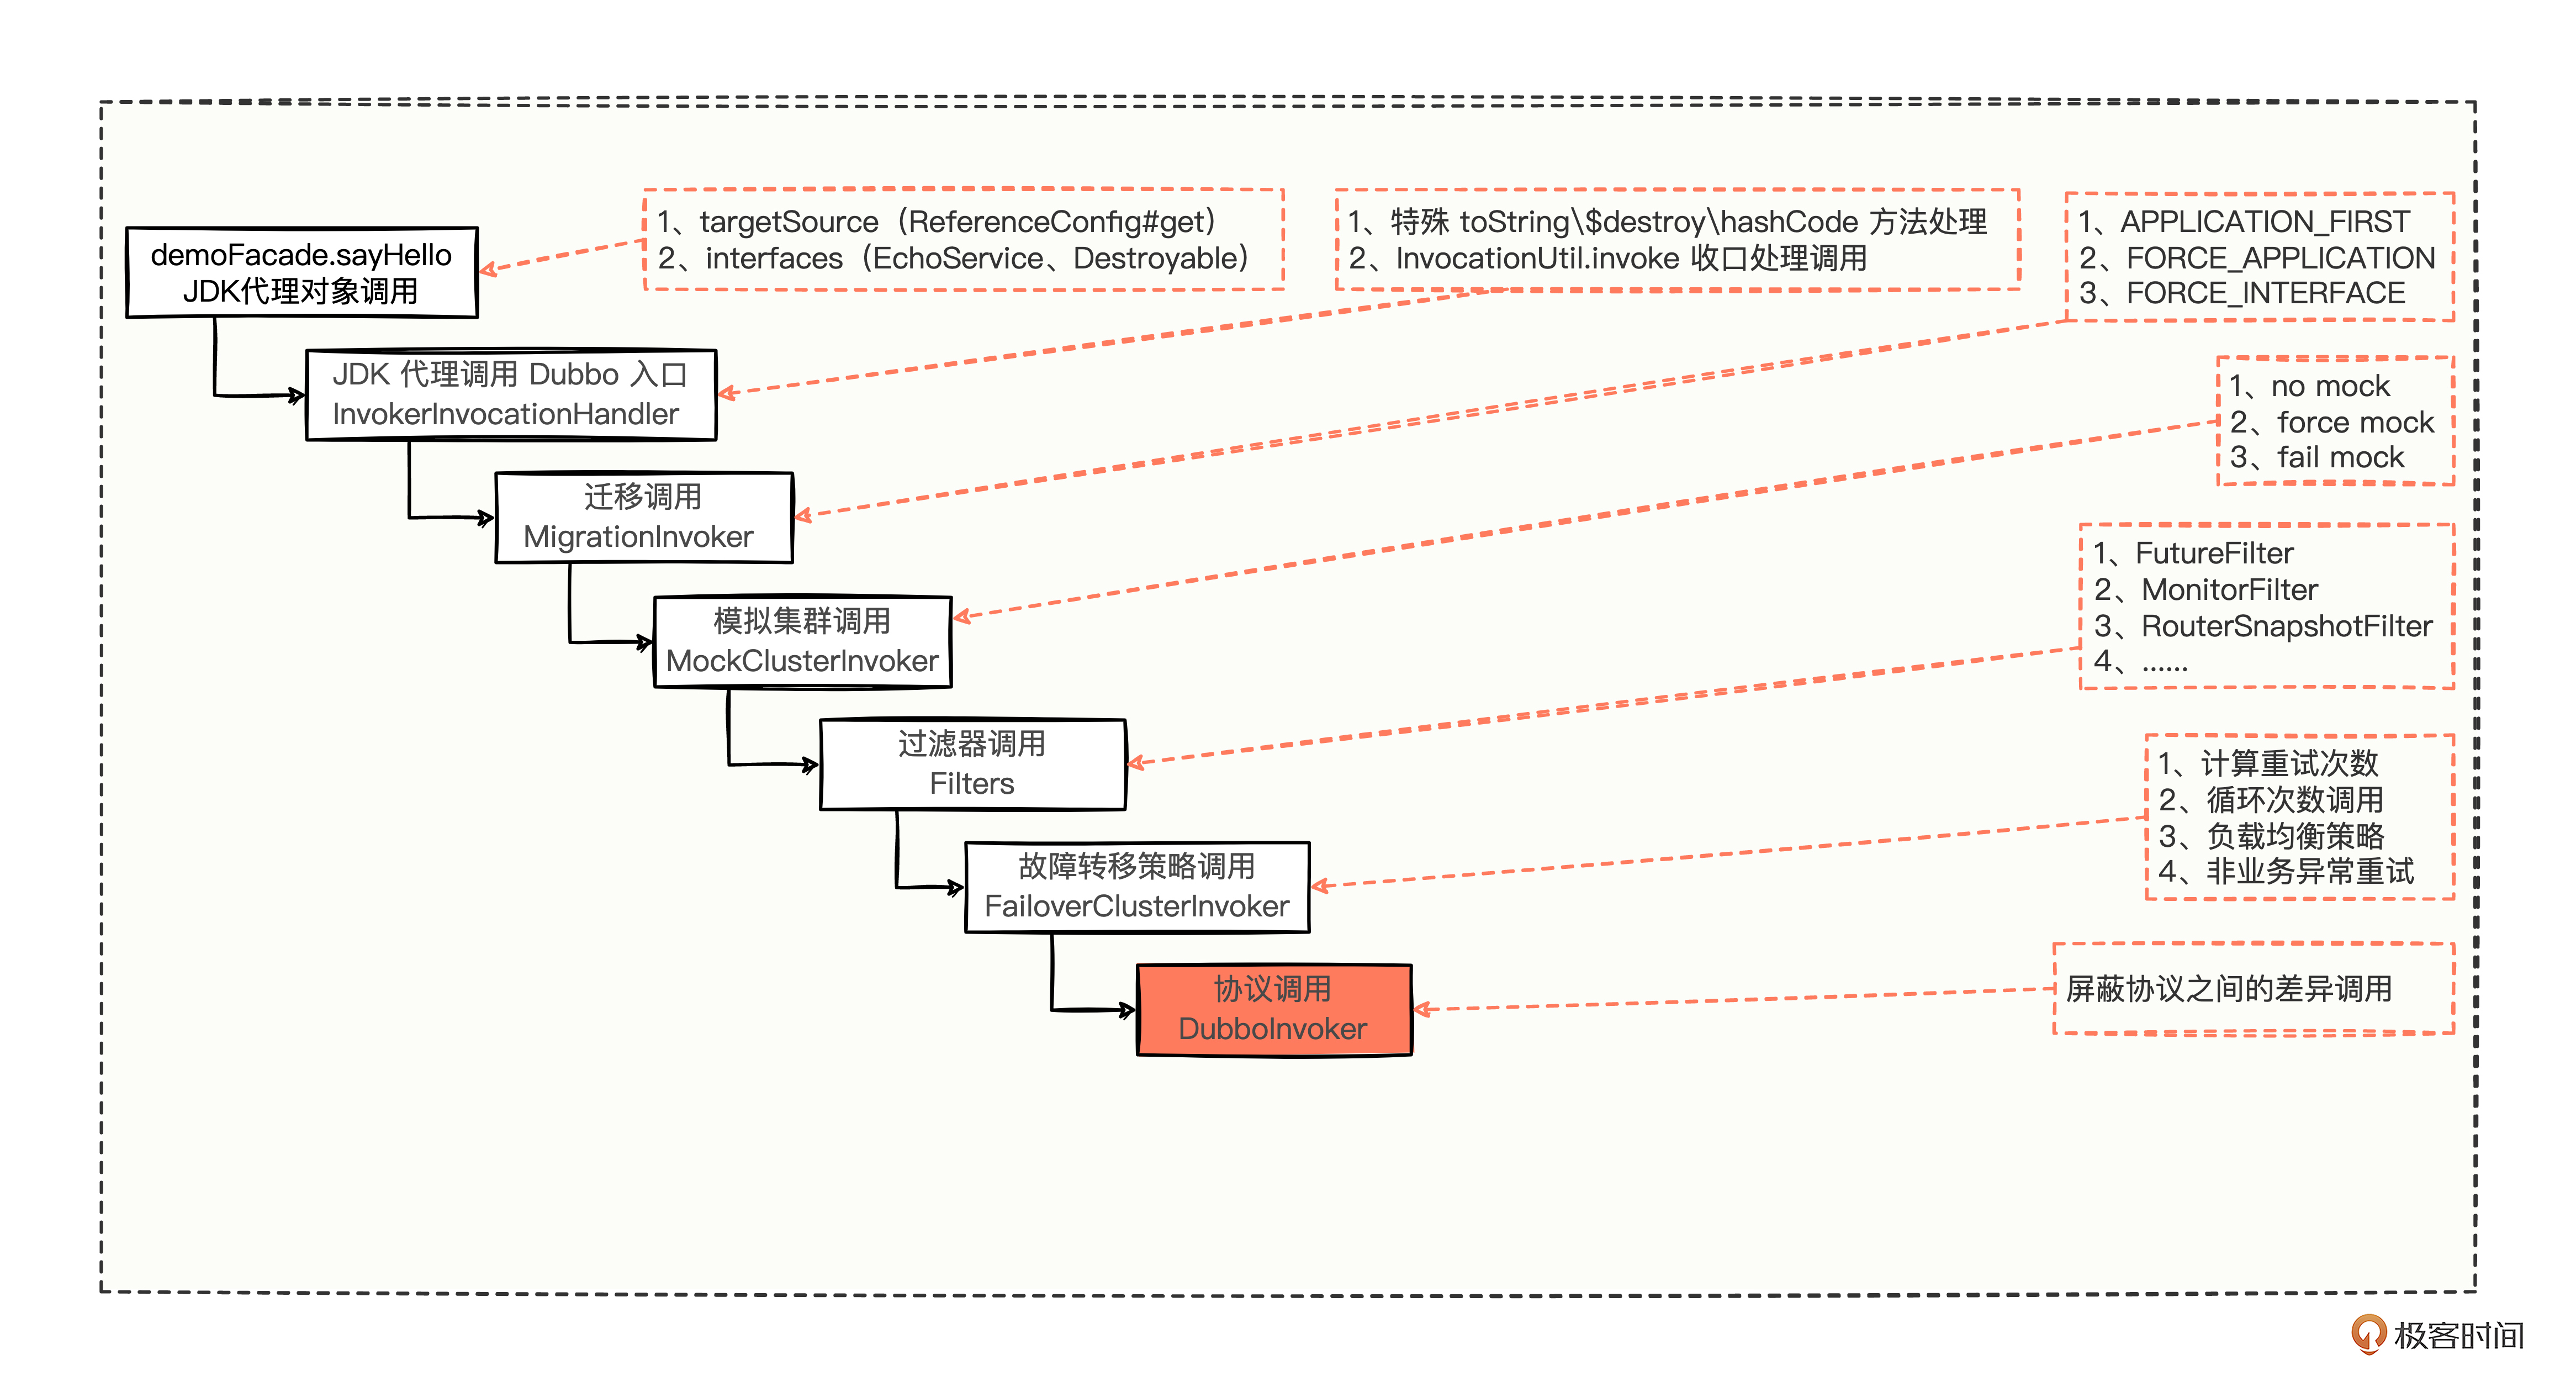 demoFacade.sayHello
JDK代理对象调用
1、targetSource（ReferenceConfig#get）
2、interfaces（EchoService、Destroyable）
1、特殊 toString\$destroy\hashCode 方法处理
2、InvocationUtil.invoke 收口处理调用
1、APPLICATION_FIRST
2、FORCE_APPLICATION
3、FORCE_INTERFACE
JDK 代理调用 Dubbo 入口
InvokerInvocationHandler
1、no mock
2、force mock
3、fail mock
迁移调用
MigrationInvoker
1、FutureFilter
2、MonitorFilter
3、RouterSnapshotFilter
4、......
模拟集群调用
MockClusterInvoker
过滤器调用
Filters
1、计算重试次数
2、循环次数调用
3、负载均衡策略
4、非业务异常重试
故障转移策略调用
FailoverClusterInvoker
协议调用
DubboInvoker
屏蔽协议之间的差异调用
极客时间